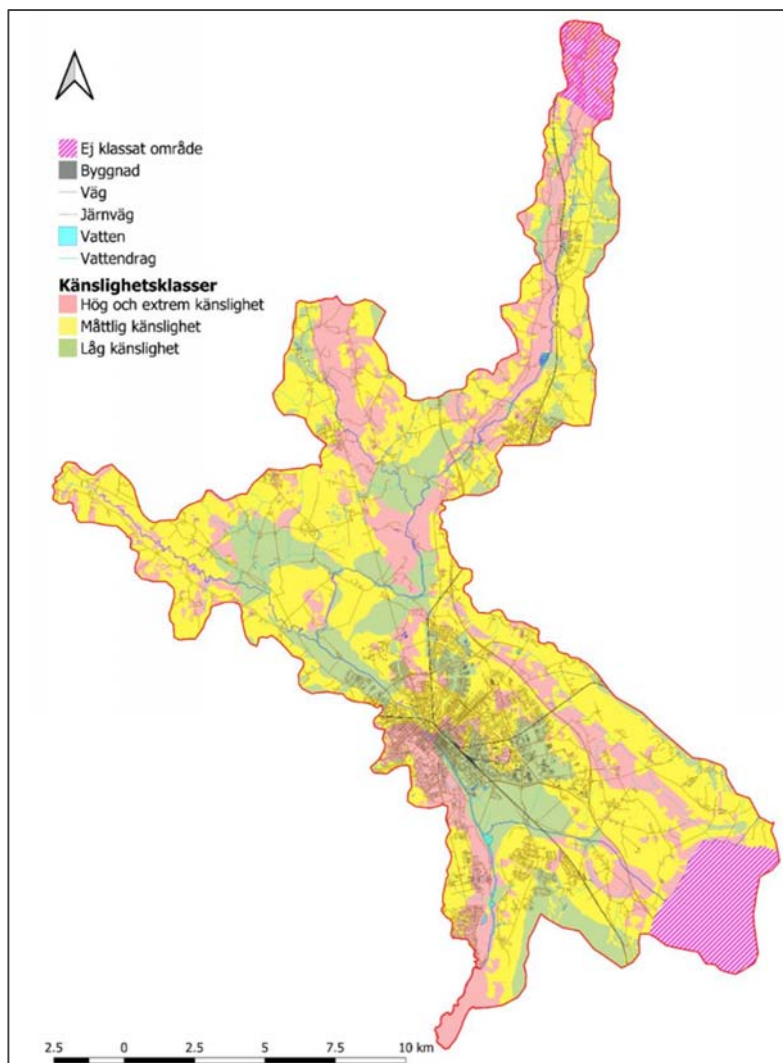 Ej klassat område
Byggnad
Väg
Järnväg
Vatten
Vattendrag
Känslighetsklasser
Hög och extrem känslighet
Måttlig känslighet
Låg känslighet
2.5 0 2.5 5 7.5 10 km